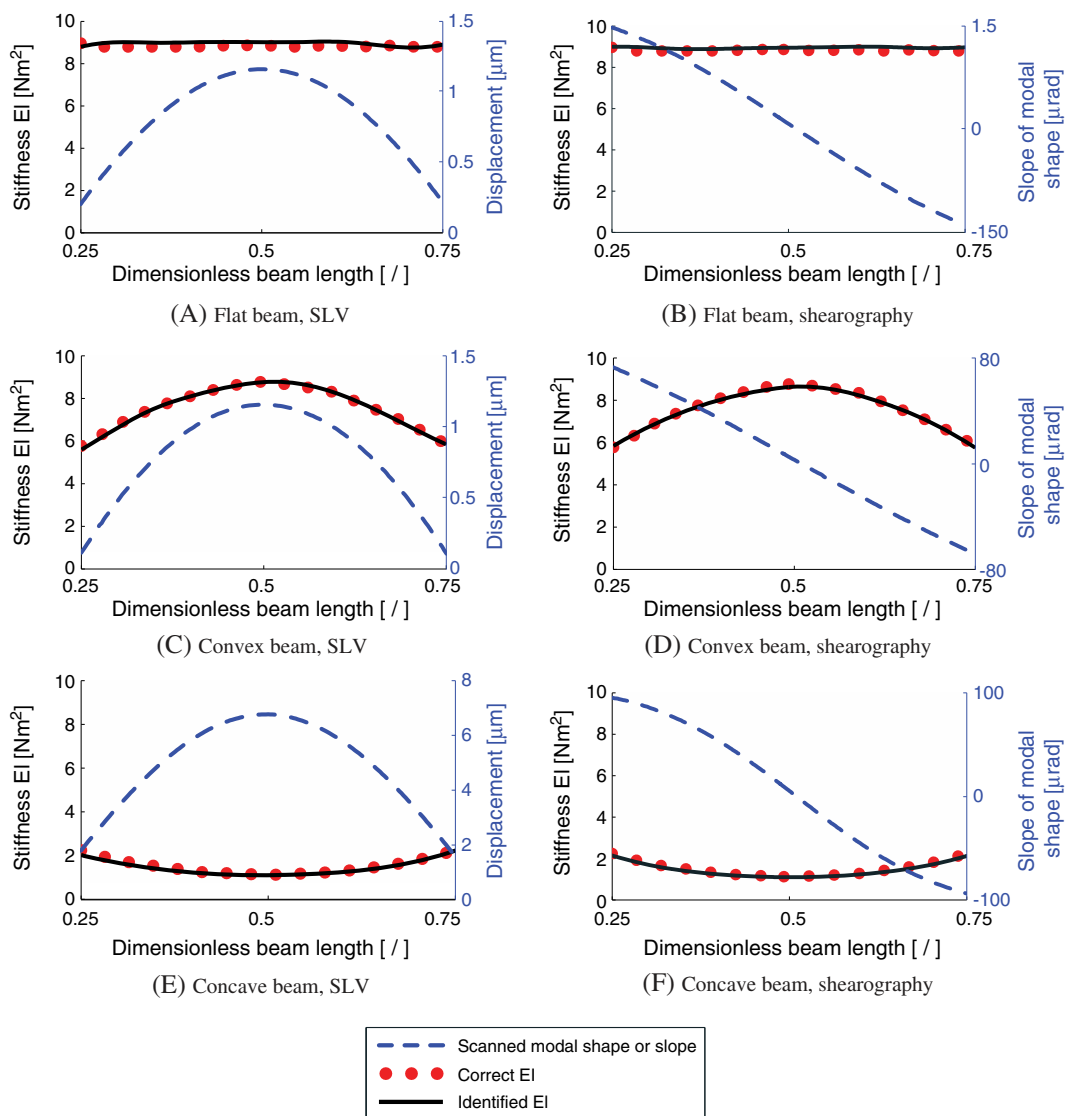 10
8
6
4
2
0
Stiffness EI [Nm²]
1.5
1
0.5
0
Displacement [μm]
0.25
0.5
0.75
Dimensionless beam length [ / ]
(A) Flat beam, SLV
10
8
6
4
2
0
Stiffness EI [Nm²]
1.5
0
-150
Slope of modal
shape [μrad]
0.25
0.5
0.75
Dimensionless beam length [ / ]
(B) Flat beam, shearography
10
8
6
4
2
0
Stiffness EI [Nm²]
1.5
1
0.5
0
Displacement [μm]
0.25
0.5
0.75
Dimensionless beam length [ / ]
(C) Convex beam, SLV
10
8
6
4
2
0
Stiffness EI [Nm²]
80
0
-80
Slope of modal
shape [μrad]
0.25
0.5
0.75
Dimensionless beam length [ / ]
(D) Convex beam, shearography
10
8
6
4
2
0
Stiffness EI [Nm²]
8
6
4
2
0
Displacement [μm]
0.25
0.5
0.75
Dimensionless beam length [ / ]
(E) Concave beam, SLV
10
8
6
4
2
0
Stiffness EI [Nm²]
100
0
-100
Slope of modal
shape [μrad]
0.25
0.5
0.75
Dimensionless beam length [ / ]
(F) Concave beam, shearography
Scanned modal shape or slope
Correct EI
Identified EI